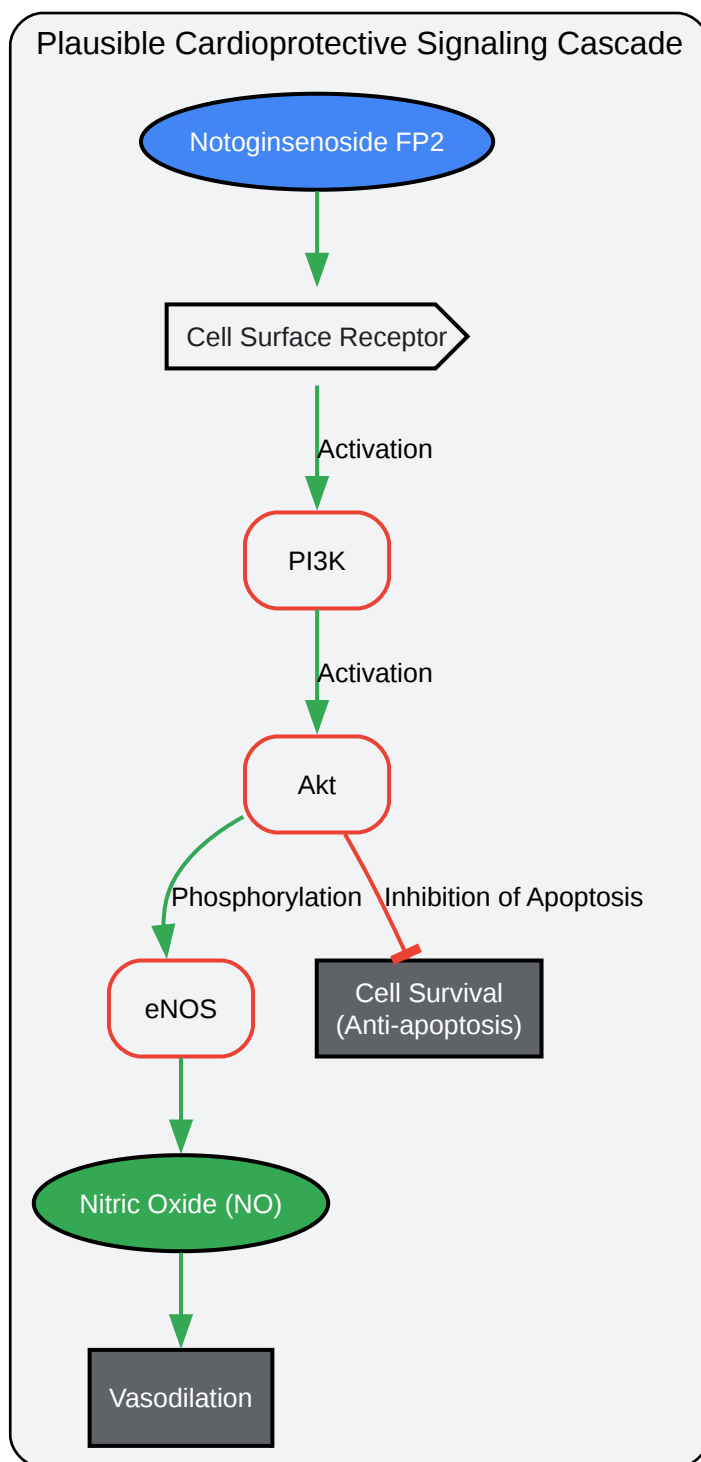 Plausible Cardioprotective Signaling Cascade
Notoginsenoside FP2
Cell Surface Receptor
Activation
PI3K
Activation
Akt
Phosphorylation
Inhibition of Apoptosis
eNOS
Cell Survival
(Anti-apoptosis)
Nitric Oxide (NO)
Vasodilation